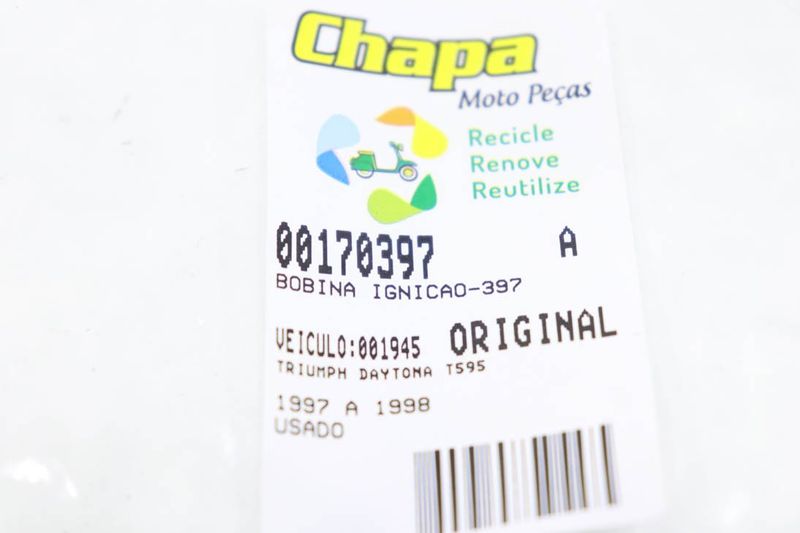 Chapa
Moto Peças
Recicle
Renove
Reutilize
00170397 A
BOBINA IGNICAO-397
VEICULO:001945 ORIGINAL
TRIUMPH DAYTONA T595
1997 A 1998
USADO